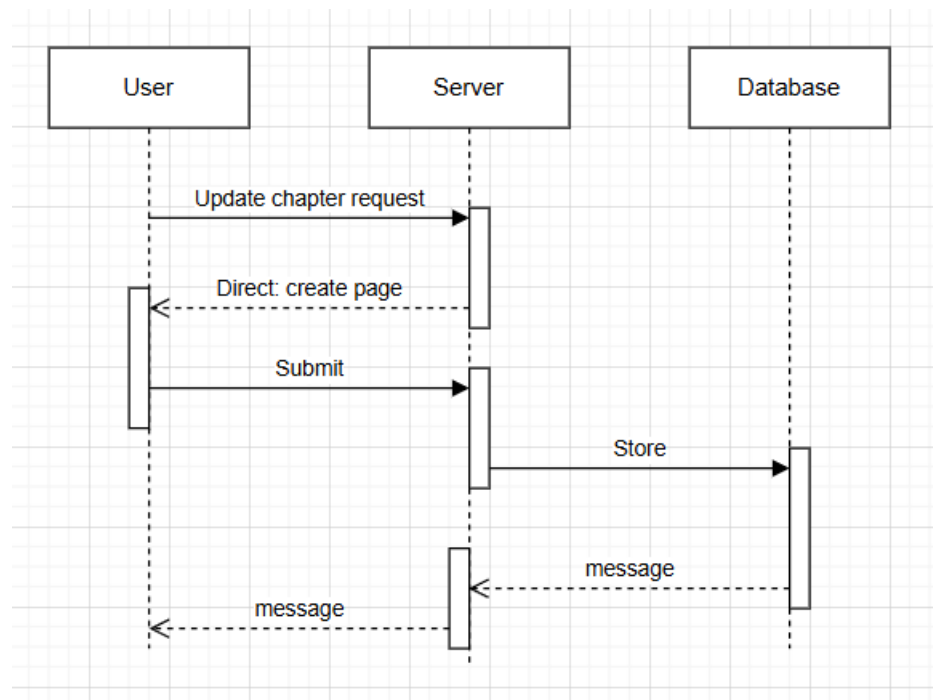 User
Server
Database
Update chapter request
Direct: create page
Submit
Store
message
message